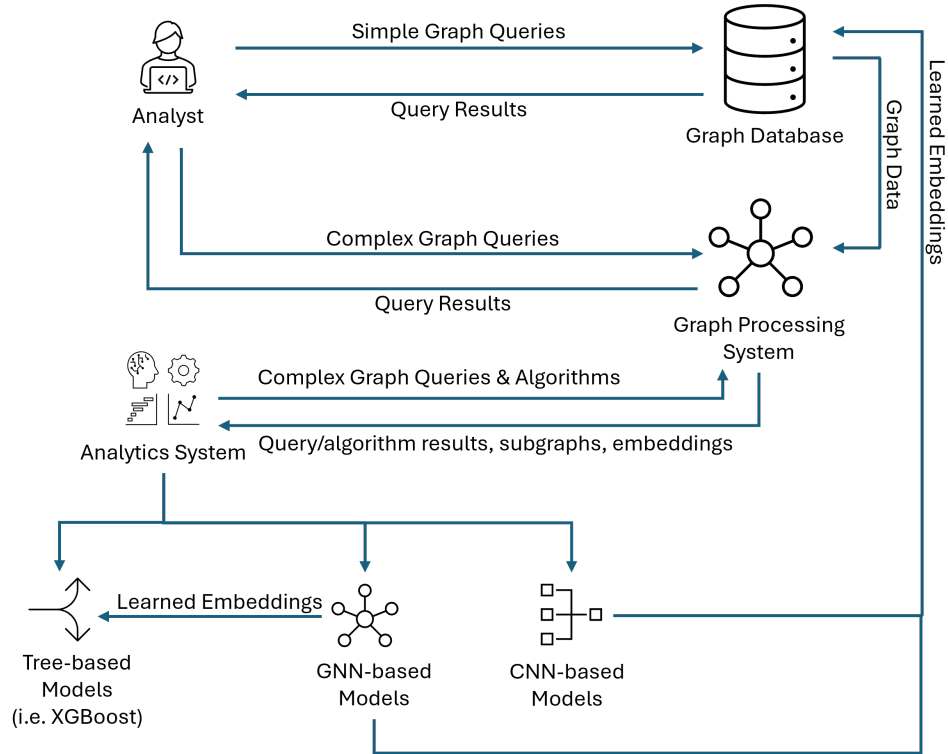 Simple Graph Queries
</>
Analyst
Query Results
Graph Database
Learned Embeddings
Graph Data
Complex Graph Queries
Query Results
Graph Processing
System
Complex Graph Queries & Algorithms
Query/algorithm results, subgraphs, embeddings
Analytics System
Learned Embeddings
Tree-based
Models
(i.e. XGBoost)
GNN-based
Models
CNN-based
Models